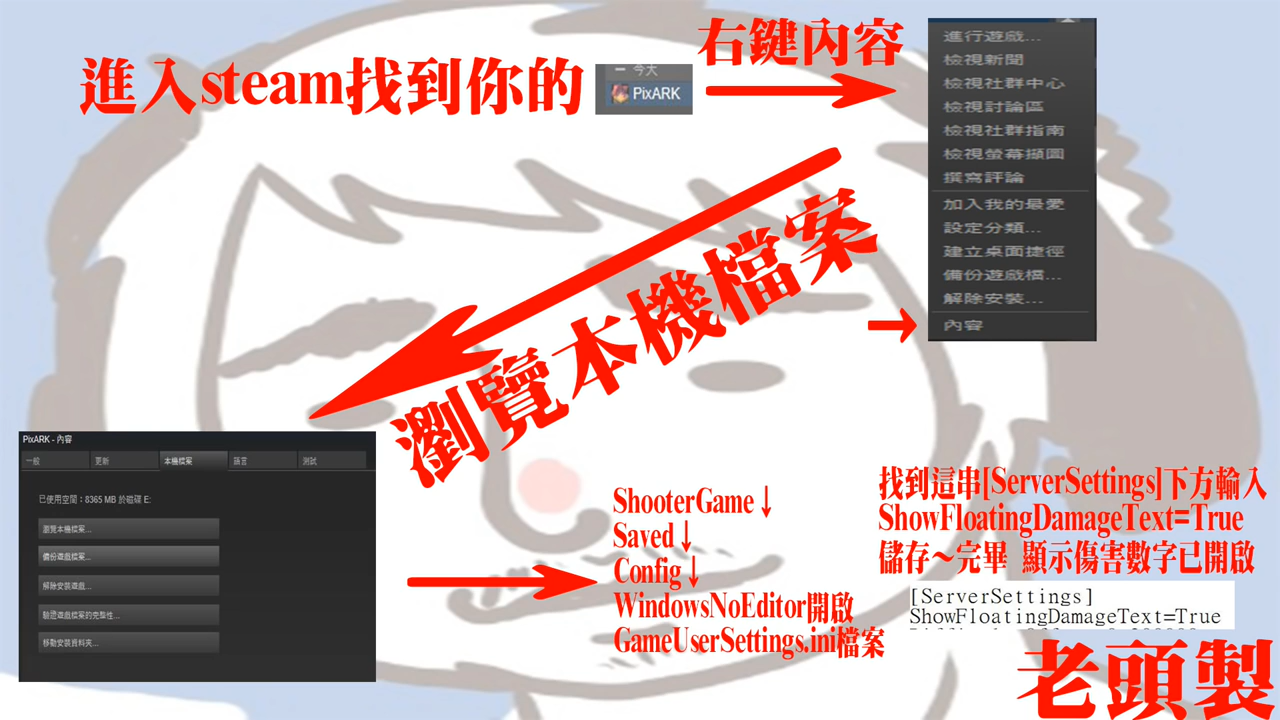 進入steam找到你的
今天
PixARK
右鍵內容
進行遊戲...
檢視新聞
檢視社群中心
檢視討論區
檢視社群指南
檢視螢幕擷圖
撰寫評論
加入我的最愛
設定分類...
建立桌面捷徑
備份遊戲檔...
解除安裝...
內容
瀏覽本機檔案
PixARK - 內容
一般
更新
本機檔案
語言
測試
已使用空間：8365 MB 於磁碟 E:
瀏覽本機檔案...
備份遊戲檔案...
解除安裝遊戲...
驗證遊戲檔案的完整性...
移動安裝資料夾...
ShooterGame↓
Saved↓
Config↓
WindowsNoEditor開啟
GameUserSettings.ini檔案
找到這串[ServerSettings]下方輸入
ShowFloatingDamageText=True
儲存～完畢 顯示傷害數字已開啟
[ServerSettings]
ShowFloatingDamageText=True
老頭製